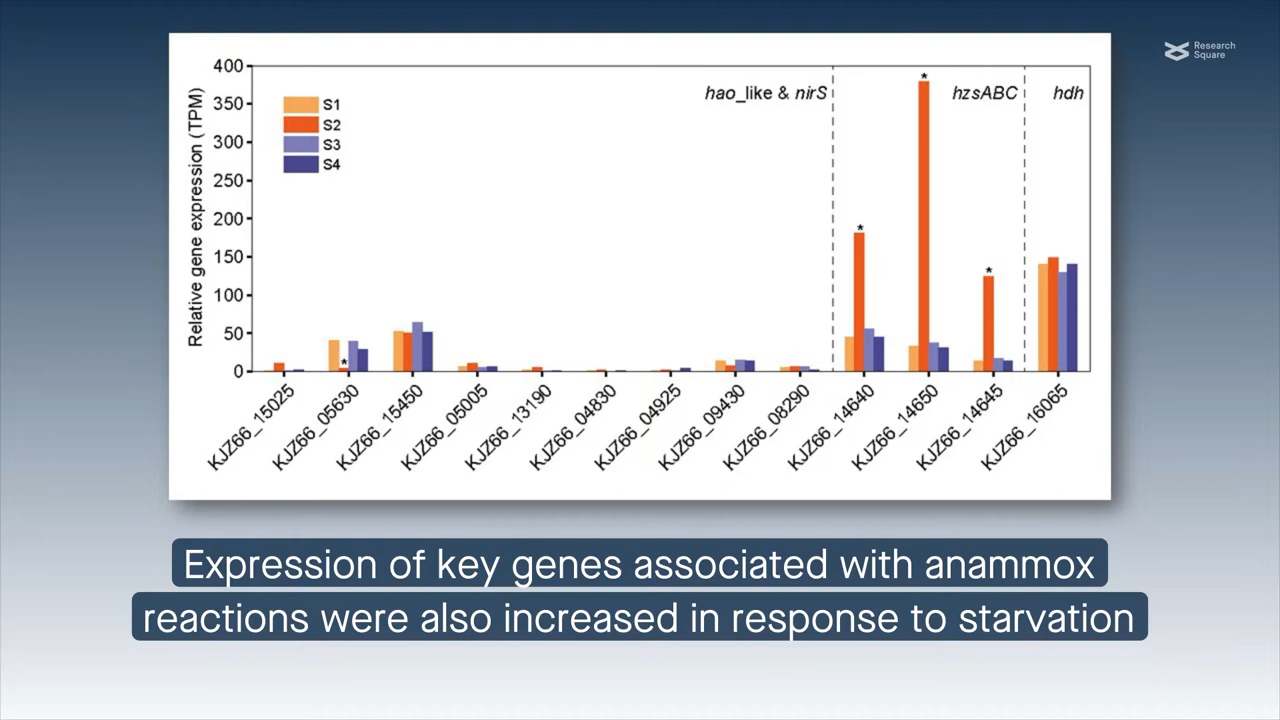 Research
Square
400
350
300
250
200
150
100
50
0
Relative gene expression (TPM)
S1
S2
S3
S4
hao_like & nirS
hzsABC
hdh
*
*
*
*
KJZ66_15025
KJZ66_05630
KJZ66_15450
KJZ66_05005
KJZ66_13190
KJZ66_04830
KJZ66_04925
KJZ66_09430
KJZ66_08290
KJZ66_14640
KJZ66_14650
KJZ66_14645
KJZ66_16065
Expression of key genes associated with anammox
reactions were also increased in response to starvation